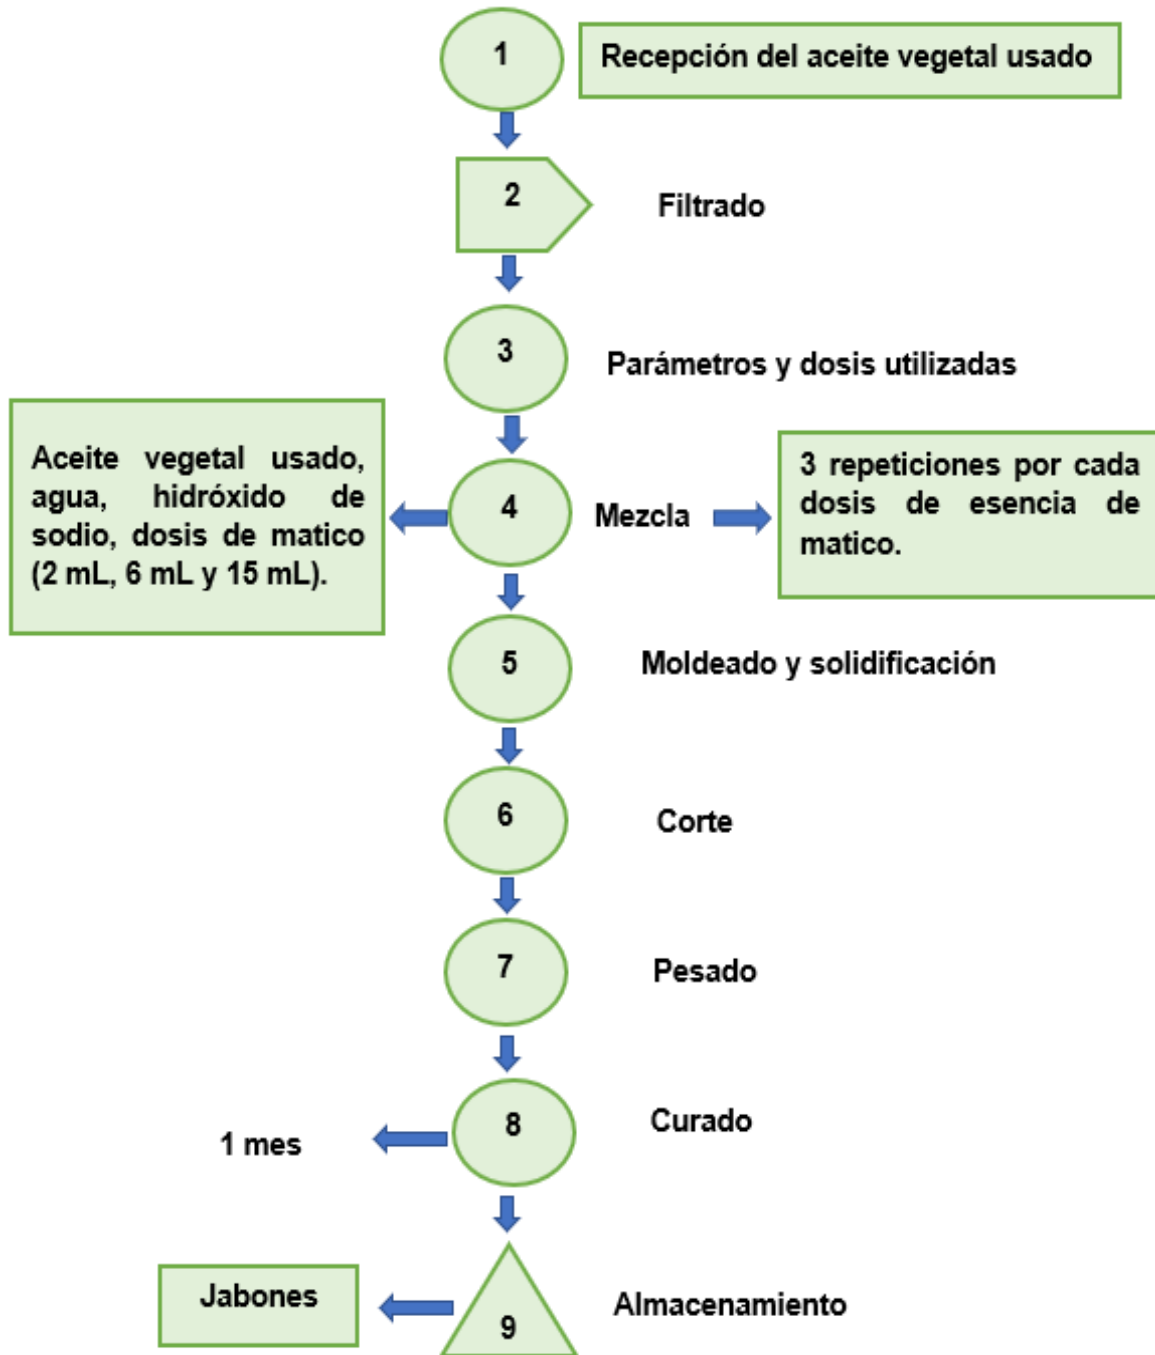 1
Recepción del aceite vegetal usado
2
Filtrado
3
Parámetros y dosis utilizadas
Aceite vegetal usado,
agua, hidróxido de
sodio, dosis de matico
(2 mL, 6 mL y 15 mL).
4
Mezcla
3 repeticiones por cada
dosis de esencia de
matico.
5
Moldeado y solidificación
6
Corte
7
Pesado
8
Curado
1 mes
Jabones
9
Almacenamiento